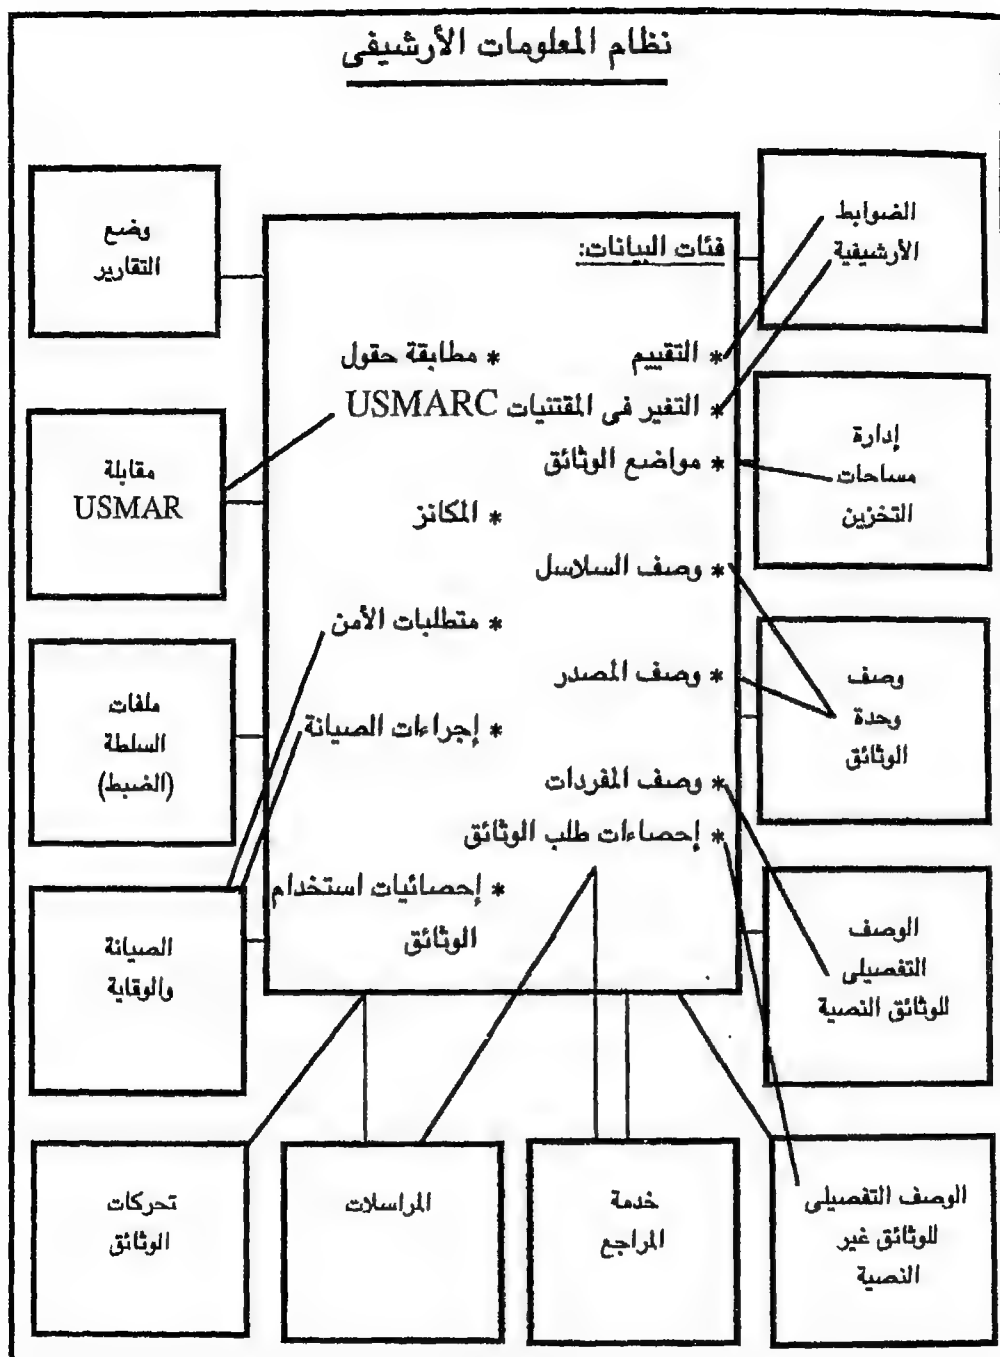 نظام المعلومات الأرشيفى
الضوابط
الأرشيفية
إدارة
مساحات
التخزين
وصف
وحدة
الوثائق
الوصف
التفصيلى
للوثائق النصية
الوصف التفصيلى
للوثائق غير
النصية
فئات البيانات:
* التقييم
* التغير فى المقتنيات
* مواضع الوثائق
* وصف السلاسل
* وصف المصدر
* وصف المفردات
* إحصاءات طلب الوثائق
* مطابقة حقول
USMARC
* المكانز
* متطلبات الأمن
* إجراءات الصيانة
* إحصائيات استخدام
الوثائق
وضع
التقارير
مقابلة
USMAR
ملفات
السلطة
(الضبط)
الصيانة
والوقاية
خدمة
المراجع
المراسلات
تحركات
الوثائق